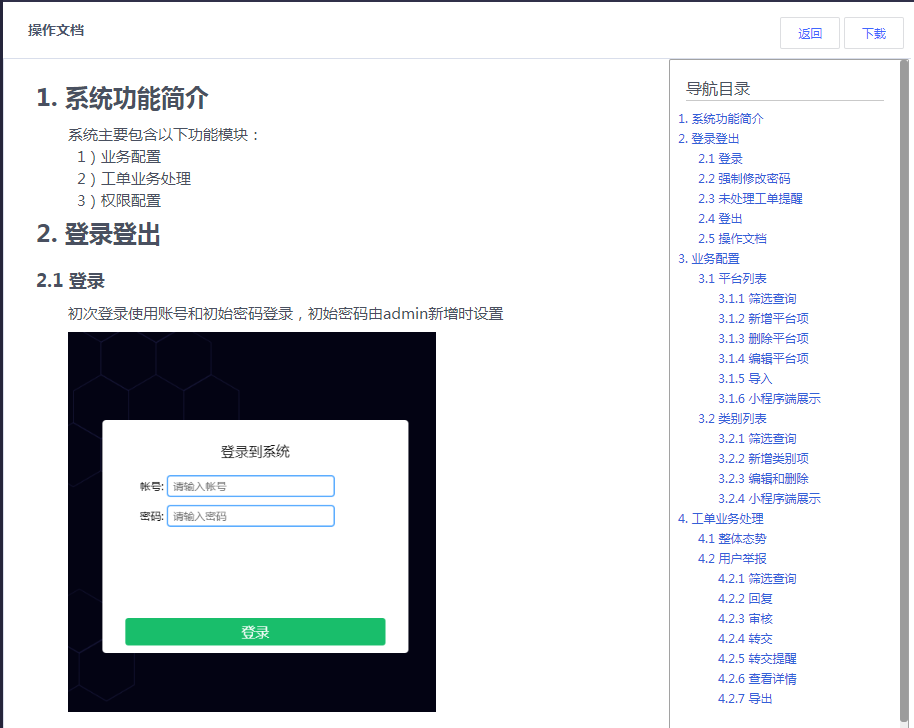 操作文档
返回
下载
1. 系统功能简介
系统主要包含以下功能模块：
1）业务配置
2）工单业务处理
3）权限配置
2. 登录登出
2.1 登录
初次登录使用账号和初始密码登录，初始密码由admin新增时设置
登录到系统
帐号: 请输入帐号
密码: 请输入密码
登录
导航目录
1. 系统功能简介
2. 登录登出
2.1 登录
2.2 强制修改密码
2.3 未处理工单提醒
2.4 登出
2.5 操作文档
3. 业务配置
3.1 平台列表
3.1.1 筛选查询
3.1.2 新增平台项
3.1.3 删除平台项
3.1.4 编辑平台项
3.1.5 导入
3.1.6 小程序端展示
3.2 类别列表
3.2.1 筛选查询
3.2.2 新增类别项
3.2.3 编辑和删除
3.2.4 小程序端展示
4. 工单业务处理
4.1 整体态势
4.2 用户举报
4.2.1 筛选查询
4.2.2 回复
4.2.3 审核
4.2.4 转交
4.2.5 转交提醒
4.2.6 查看详情
4.2.7 导出